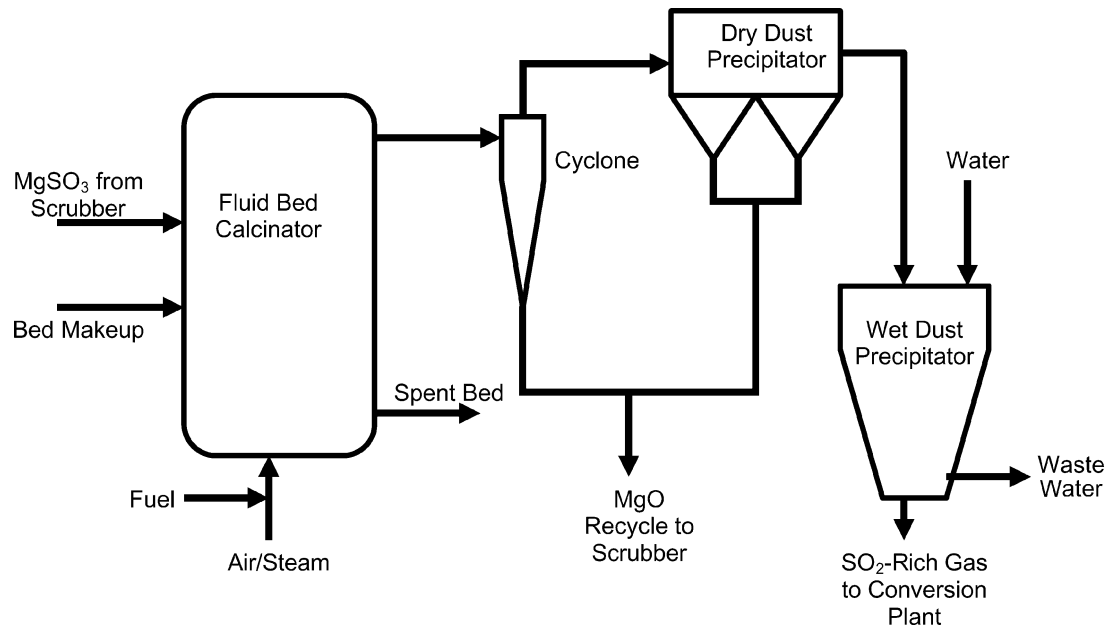 Dry Dust
Precipitator
Cyclone
Water
MgSO₃ from
Scrubber
Fluid Bed
Calcinator
Bed Makeup
Wet Dust
Precipitator
Spent Bed
Fuel
Air/Steam
MgO
Recycle to
Scrubber
Waste
Water
SO₂-Rich Gas
to Conversion
Plant